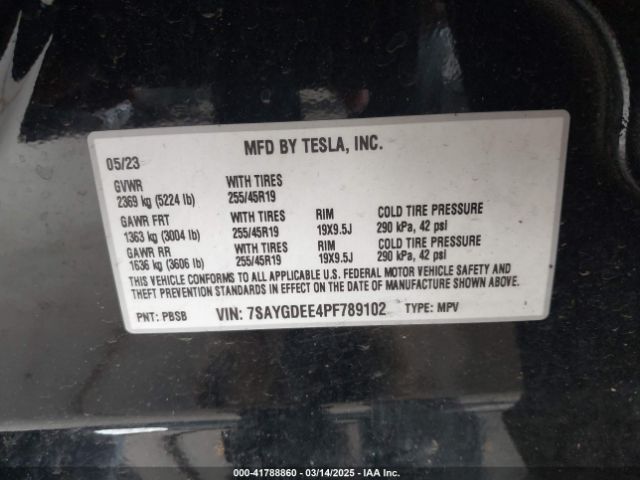 MFD BY TESLA, INC.
05/23
GVWR WITH TIRES
2369 kg (5224 lb) 255/45R19
GAWR FRT WITH TIRES RIM COLD TIRE PRESSURE
1363 kg (3004 lb) 255/45R19 19X9.5J 290 kPa, 42 psi
GAWR RR WITH TIRES RIM COLD TIRE PRESSURE
1636 kg (3606 lb) 255/45R19 19X9.5J 290 kPa, 42 psi
THIS VEHICLE CONFORMS TO ALL APPLICABLE U.S. FEDERAL MOTOR VEHICLE SAFETY AND
THEFT PREVENTION STANDARDS IN EFFECT ON THE DATE OF MANUFACTURE SHOWN ABOVE.
PNT: PBSB VIN: 7SAYGDEE4PF789102 TYPE: MPV
000-41788860 — 03/14/2025 — IAA Inc.